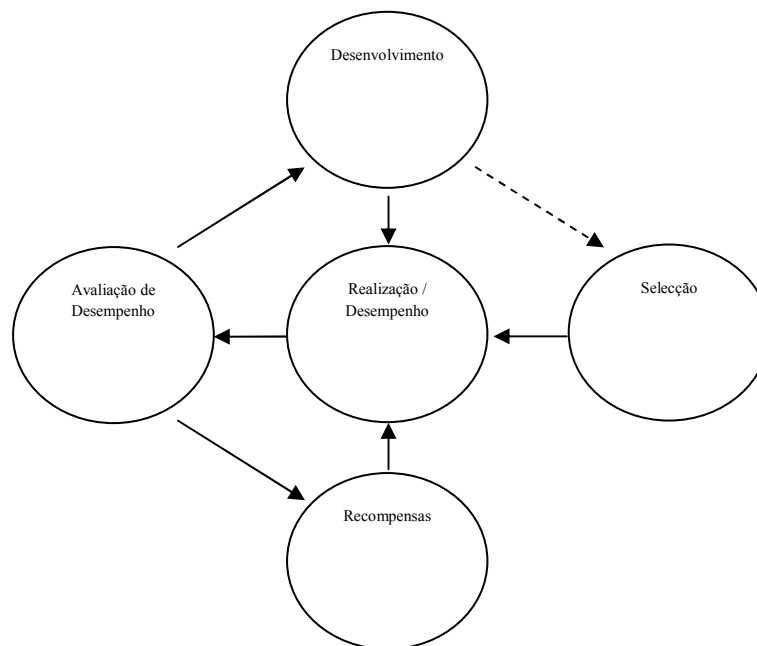 Desenvolvimento
Avaliação de
Desempenho
Realização /
Desempenho
Selecção
Recompensas